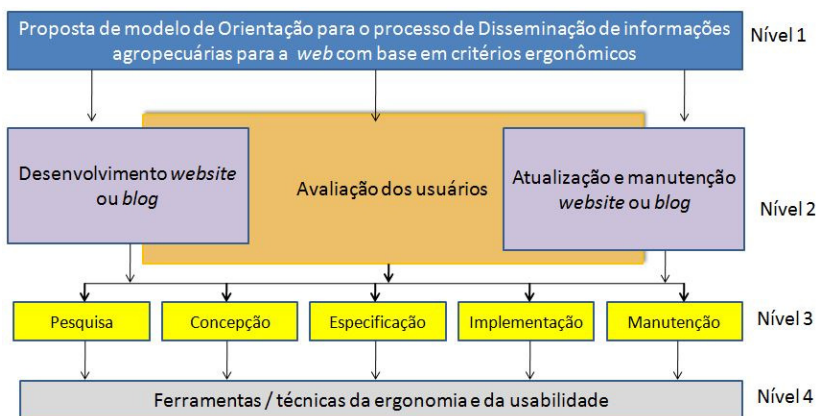 Proposta de modelo de Orientação para o processo de Disseminação de informações
agropecuárias para a web com base em critérios ergonômicos
Nível 1
Desenvolvimento website
ou blog
Avaliação dos usuários
Atualização e manutenção
website ou blog
Nível 2
Pesquisa
Concepção
Especificação
Implementação
Manutenção
Nível 3
Ferramentas / técnicas da ergonomia e da usabilidade
Nível 4